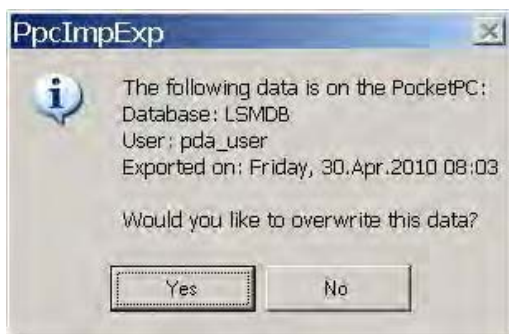 PpcImpExp
The following data is on the PocketPC:
Database: LSMDB
User: pda_user
Exported on: Friday, 30.Apr.2010 08:03
Would you like to overwrite this data?
Yes
No